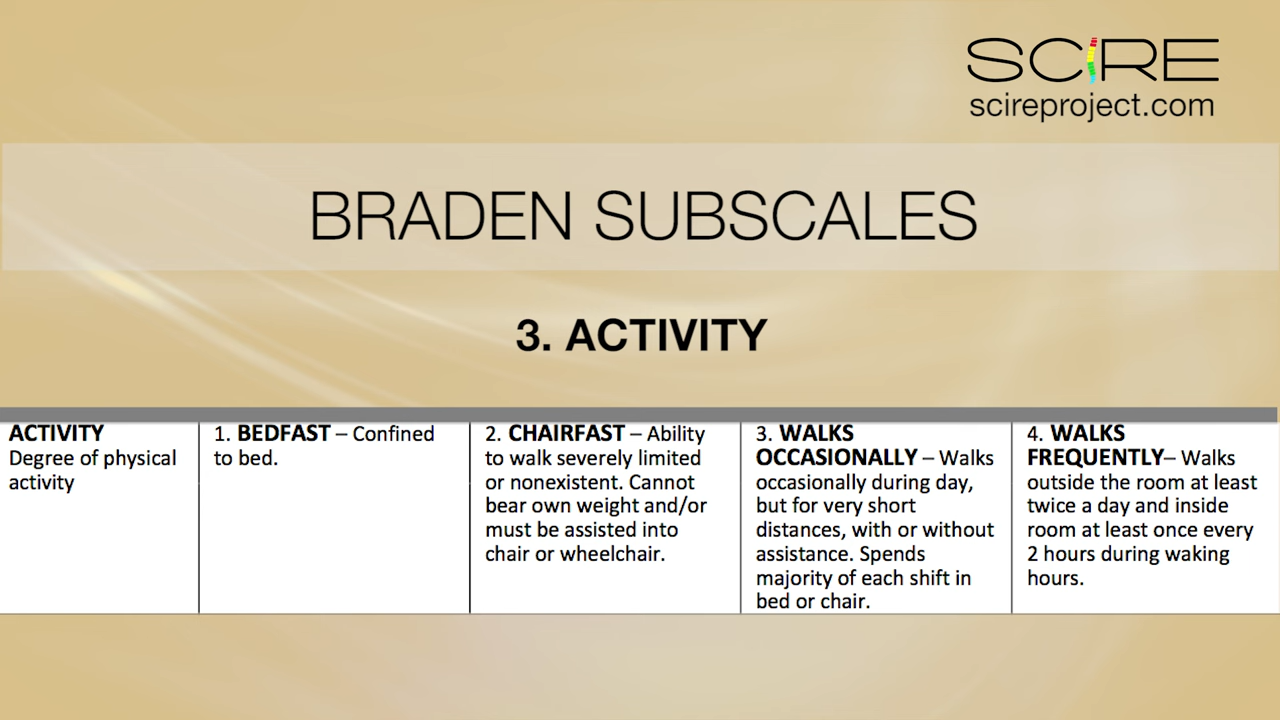 SCIRE
scireproject.com
BRADEN SUBSCALES
3. ACTIVITY
ACTIVITY
Degree of physical
activity
1. BEDFAST – Confined
to bed.
2. CHAIRFAST – Ability
to walk severely limited
or nonexistent. Cannot
bear own weight and/or
must be assisted into
chair or wheelchair.
3. WALKS
OCCASIONALLY – Walks
occasionally during day,
but for very short
distances, with or without
assistance. Spends
majority of each shift in
bed or chair.
4. WALKS
FREQUENTLY– Walks
outside the room at least
twice a day and inside
room at least once every
2 hours during waking
hours.